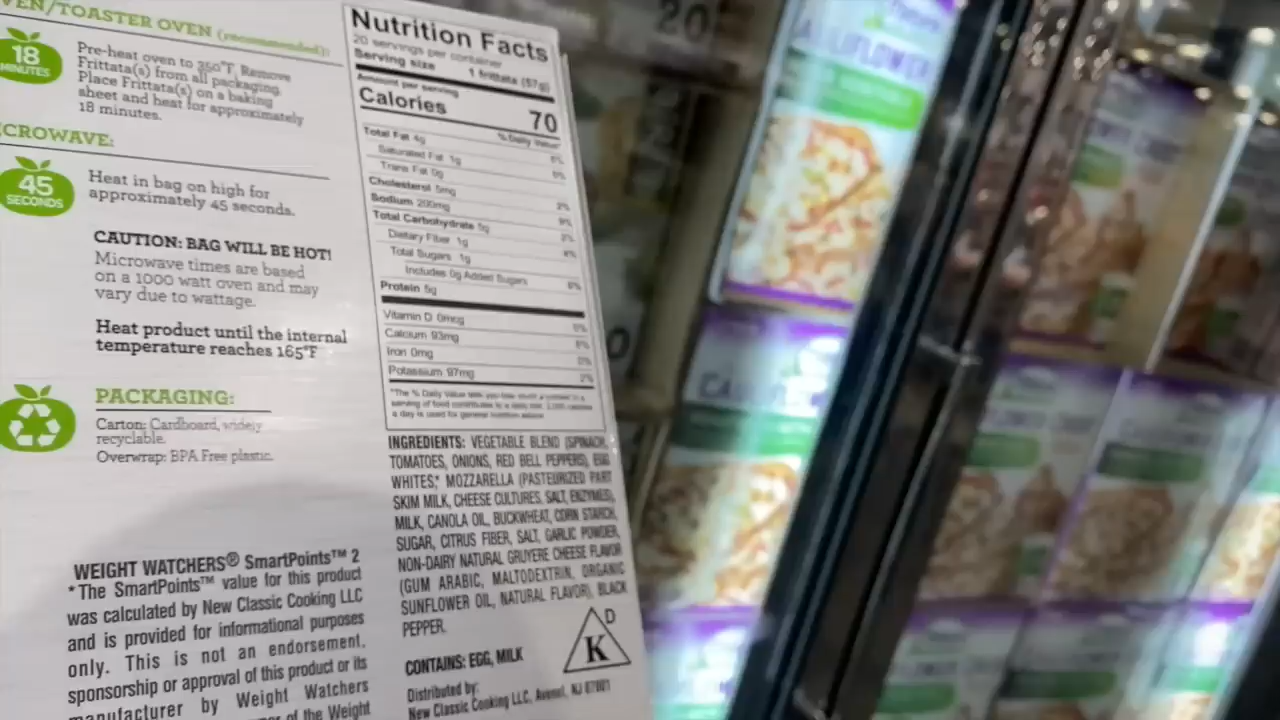 OVEN/TOASTER OVEN (recommended):
18
MINUTES
Pre-heat oven to 350°F. Remove
Frittata(s) from all packaging.
Place Frittata(s) on a baking
sheet and heat for approximately
18 minutes.
MICROWAVE:
45
SECONDS
Heat in bag on high for
approximately 45 seconds.
CAUTION: BAG WILL BE HOT!
Microwave times are based
on a 1000 watt oven and may
vary due to wattage.
Heat product until the internal
temperature reaches 165°F
PACKAGING:
Carton: Cardboard, widely
recyclable.
Overwrap: BPA Free plastic.
WEIGHT WATCHERS® SmartPoints™ 2
*The SmartPoints™ value for this product
was calculated by New Classic Cooking LLC
and is provided for informational purposes
only. This is not an endorsement,
sponsorship or approval of this product or its
manufacturer by Weight Watchers
of the Weight
Nutrition Facts
20 servings per container
Serving size 1 frittata (57g)
Amount per serving
Calories 70
% Daily Value*
Total Fat 4g
Saturated Fat 1g
Trans Fat 0g
Cholesterol 5mg 2%
Sodium 200mg
Total Carbohydrate 5g
Dietary Fiber 1g
Total Sugars 1g
Includes 0g Added Sugars 0%
Protein 5g
Vitamin D 0mcg 0%
Calcium 93mg
Iron 0mg 0%
Potassium 97mg 2%
INGREDIENTS: VEGETABLE BLEND (SPINACH,
TOMATOES, ONIONS, RED BELL PEPPERS), EGG
WHITES,* MOZZARELLA (PASTEURIZED PART
SKIM MILK, CHEESE CULTURES, SALT, ENZYMES),
MILK, CANOLA OIL, BUCKWHEAT, CORN STARCH,
SUGAR, CITRUS FIBER, SALT, GARLIC POWDER,
NON-DAIRY NATURAL GRUYERE CHEESE FLAVOR
(GUM ARABIC, MALTODEXTRIN, ORGANIC
SUNFLOWER OIL, NATURAL FLAVOR), BLACK
PEPPER.
CONTAINS: EGG, MILK
K D
Distributed by:
New Classic Cooking LLC, Avenel, NJ 07001
20
CAULIFLOWER